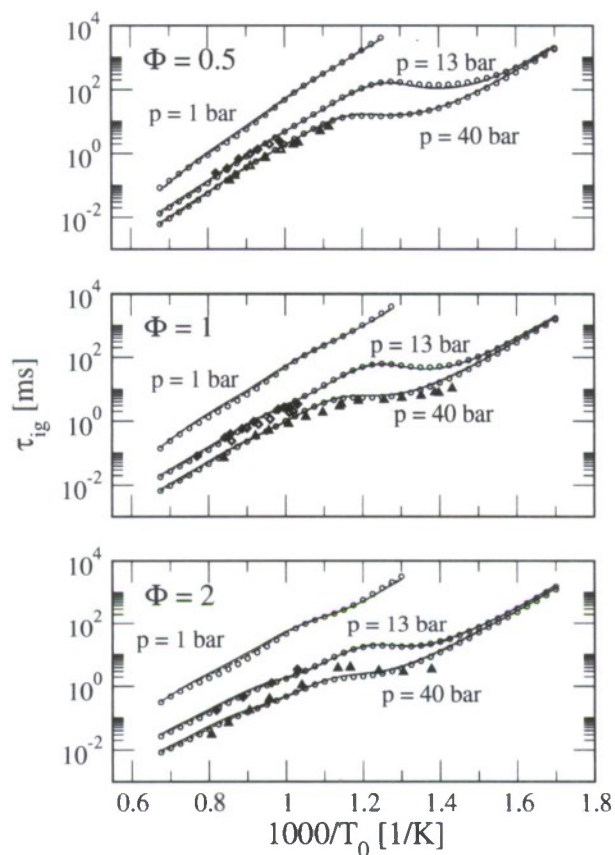 10^4
Φ = 0.5
p = 13 bar
10^2
p = 1 bar
p = 40 bar
10^0
10^-2
10^4
Φ = 1
10^2
p = 13 bar
p = 1 bar
τ_ig [ms]
10^0
p = 40 bar
10^-2
10^4
Φ = 2
10^2
p = 1 bar
p = 13 bar
10^0
p = 40 bar
10^-2
0.6 0.8 1 1.2 1.4 1.6 1.8
1000/T_0 [1/K]